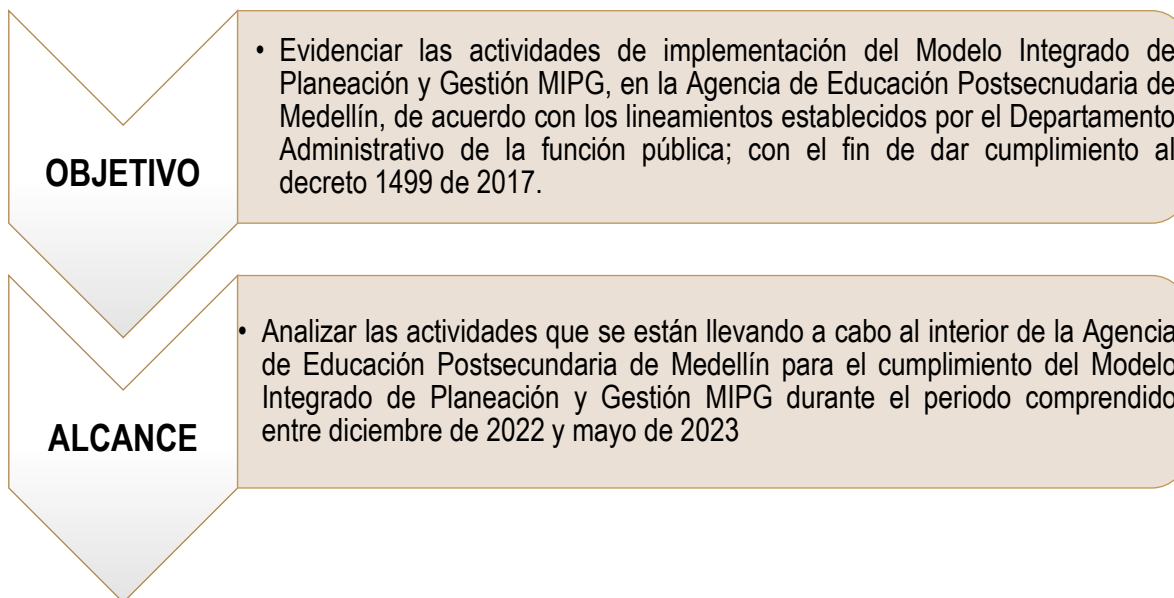 OBJETIVO
• Evidenciar las actividades de implementación del Modelo Integrado de
Planeación y Gestión MIPG, en la Agencia de Educación Postsecnudaria de
Medellín, de acuerdo con los lineamientos establecidos por el Departamento
Administrativo de la función pública; con el fin de dar cumplimiento al
decreto 1499 de 2017.
ALCANCE
• Analizar las actividades que se están llevando a cabo al interior de la Agencia
de Educación Postsecundaria de Medellín para el cumplimiento del Modelo
Integrado de Planeación y Gestión MIPG durante el periodo comprendido
entre diciembre de 2022 y mayo de 2023